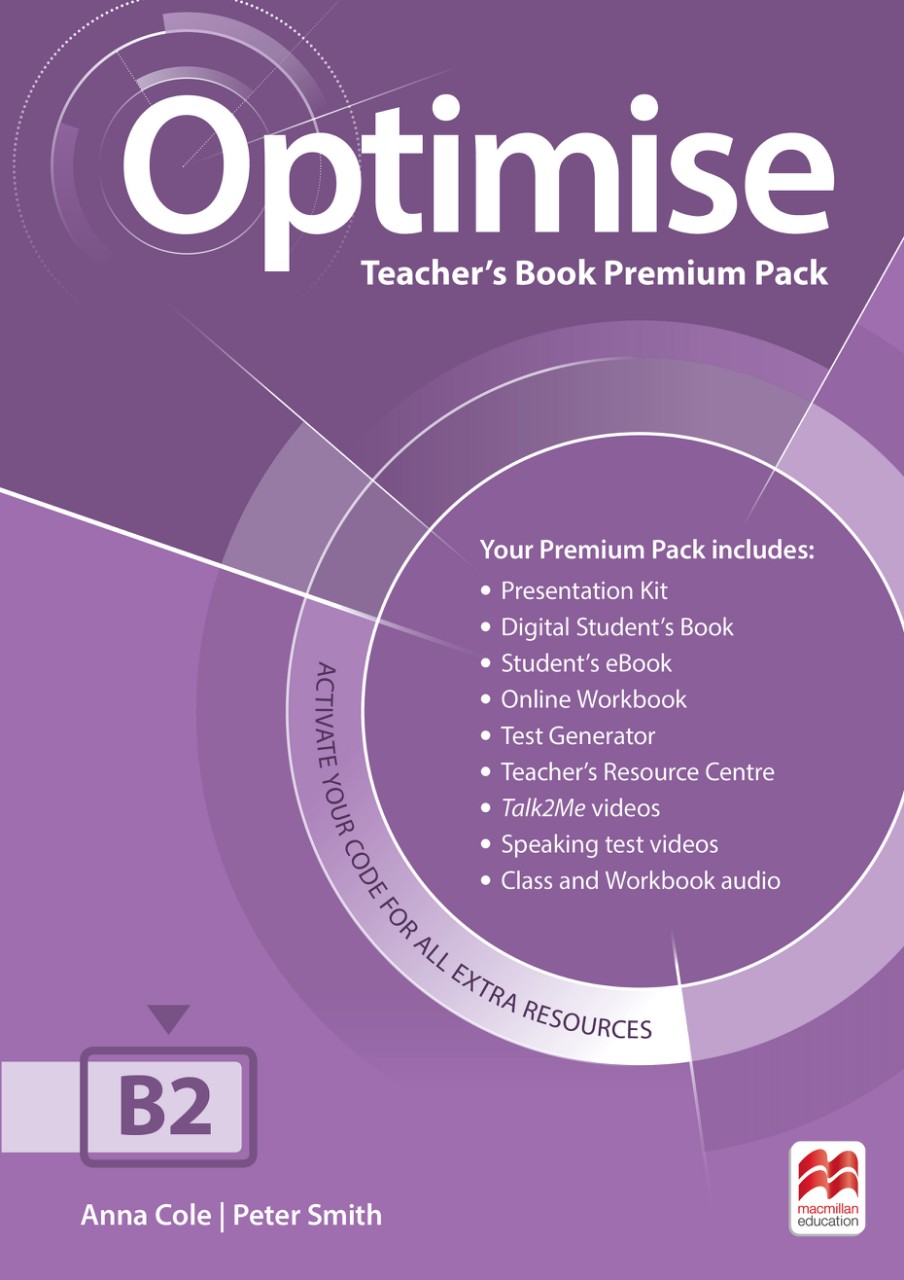 Optimise
Teacher's Book Premium Pack
Your Premium Pack includes:
• Presentation Kit
• Digital Student's Book
• Student's eBook
• Online Workbook
• Test Generator
• Teacher's Resource Centre
• Talk2Me videos
• Speaking test videos
• Class and Workbook audio
ACTIVATE YOUR CODE FOR ALL EXTRA RESOURCES
B2
Anna Cole | Peter Smith
macmillan
education